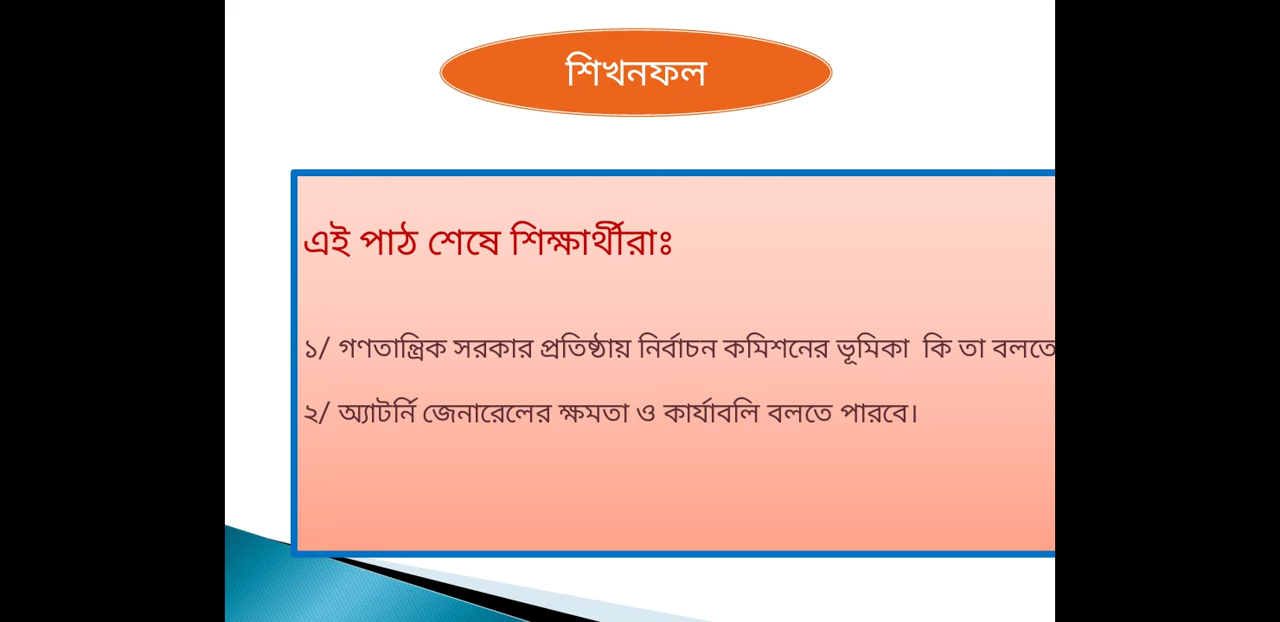 শিখনফল
এই পাঠ শেষে শিক্ষার্থীরাঃ
১/ গণতান্ত্রিক সরকার প্রতিষ্ঠায় নির্বাচন কমিশনের ভূমিকা কি তা বলতে
২/ অ্যাটর্নি জেনারেলের ক্ষমতা ও কার্যাবলি বলতে পারবে।